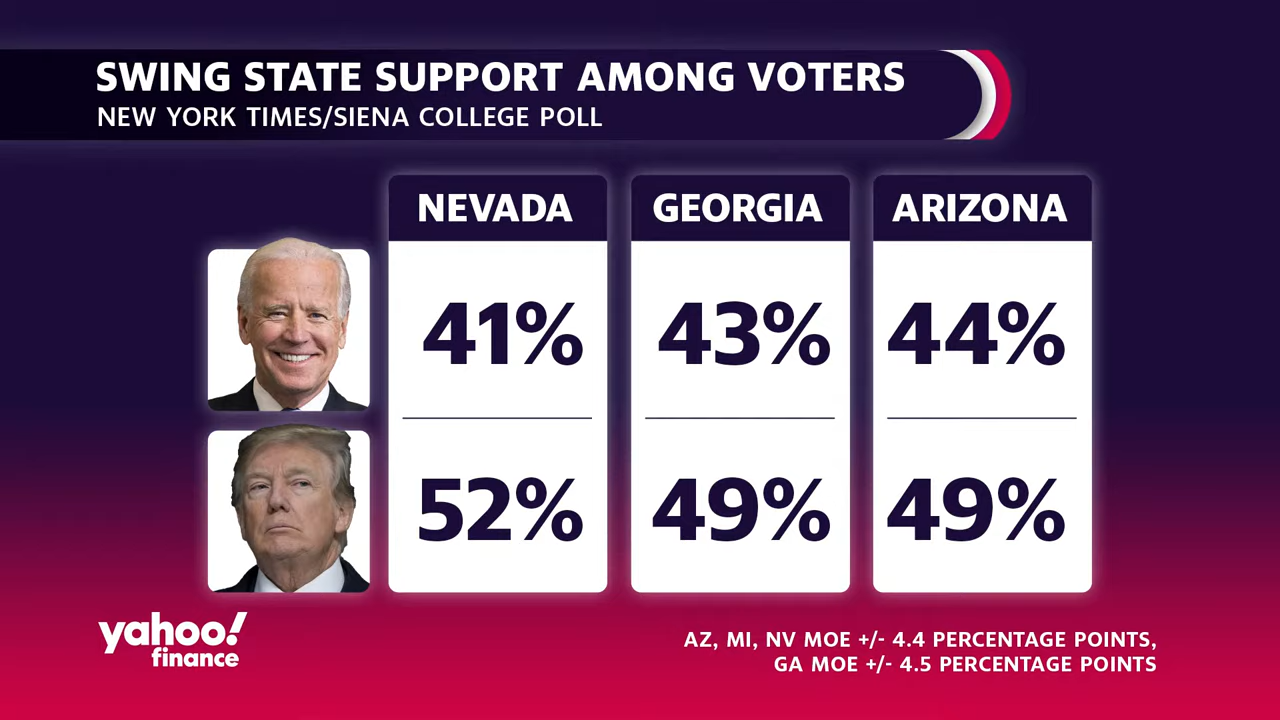 SWING STATE SUPPORT AMONG VOTERS
NEW YORK TIMES/SIENA COLLEGE POLL
NEVADA GEORGIA ARIZONA
41% 43% 44%
52% 49% 49%
yahoo!
finance
AZ, MI, NV MOE +/- 4.4 PERCENTAGE POINTS,
GA MOE +/- 4.5 PERCENTAGE POINTS